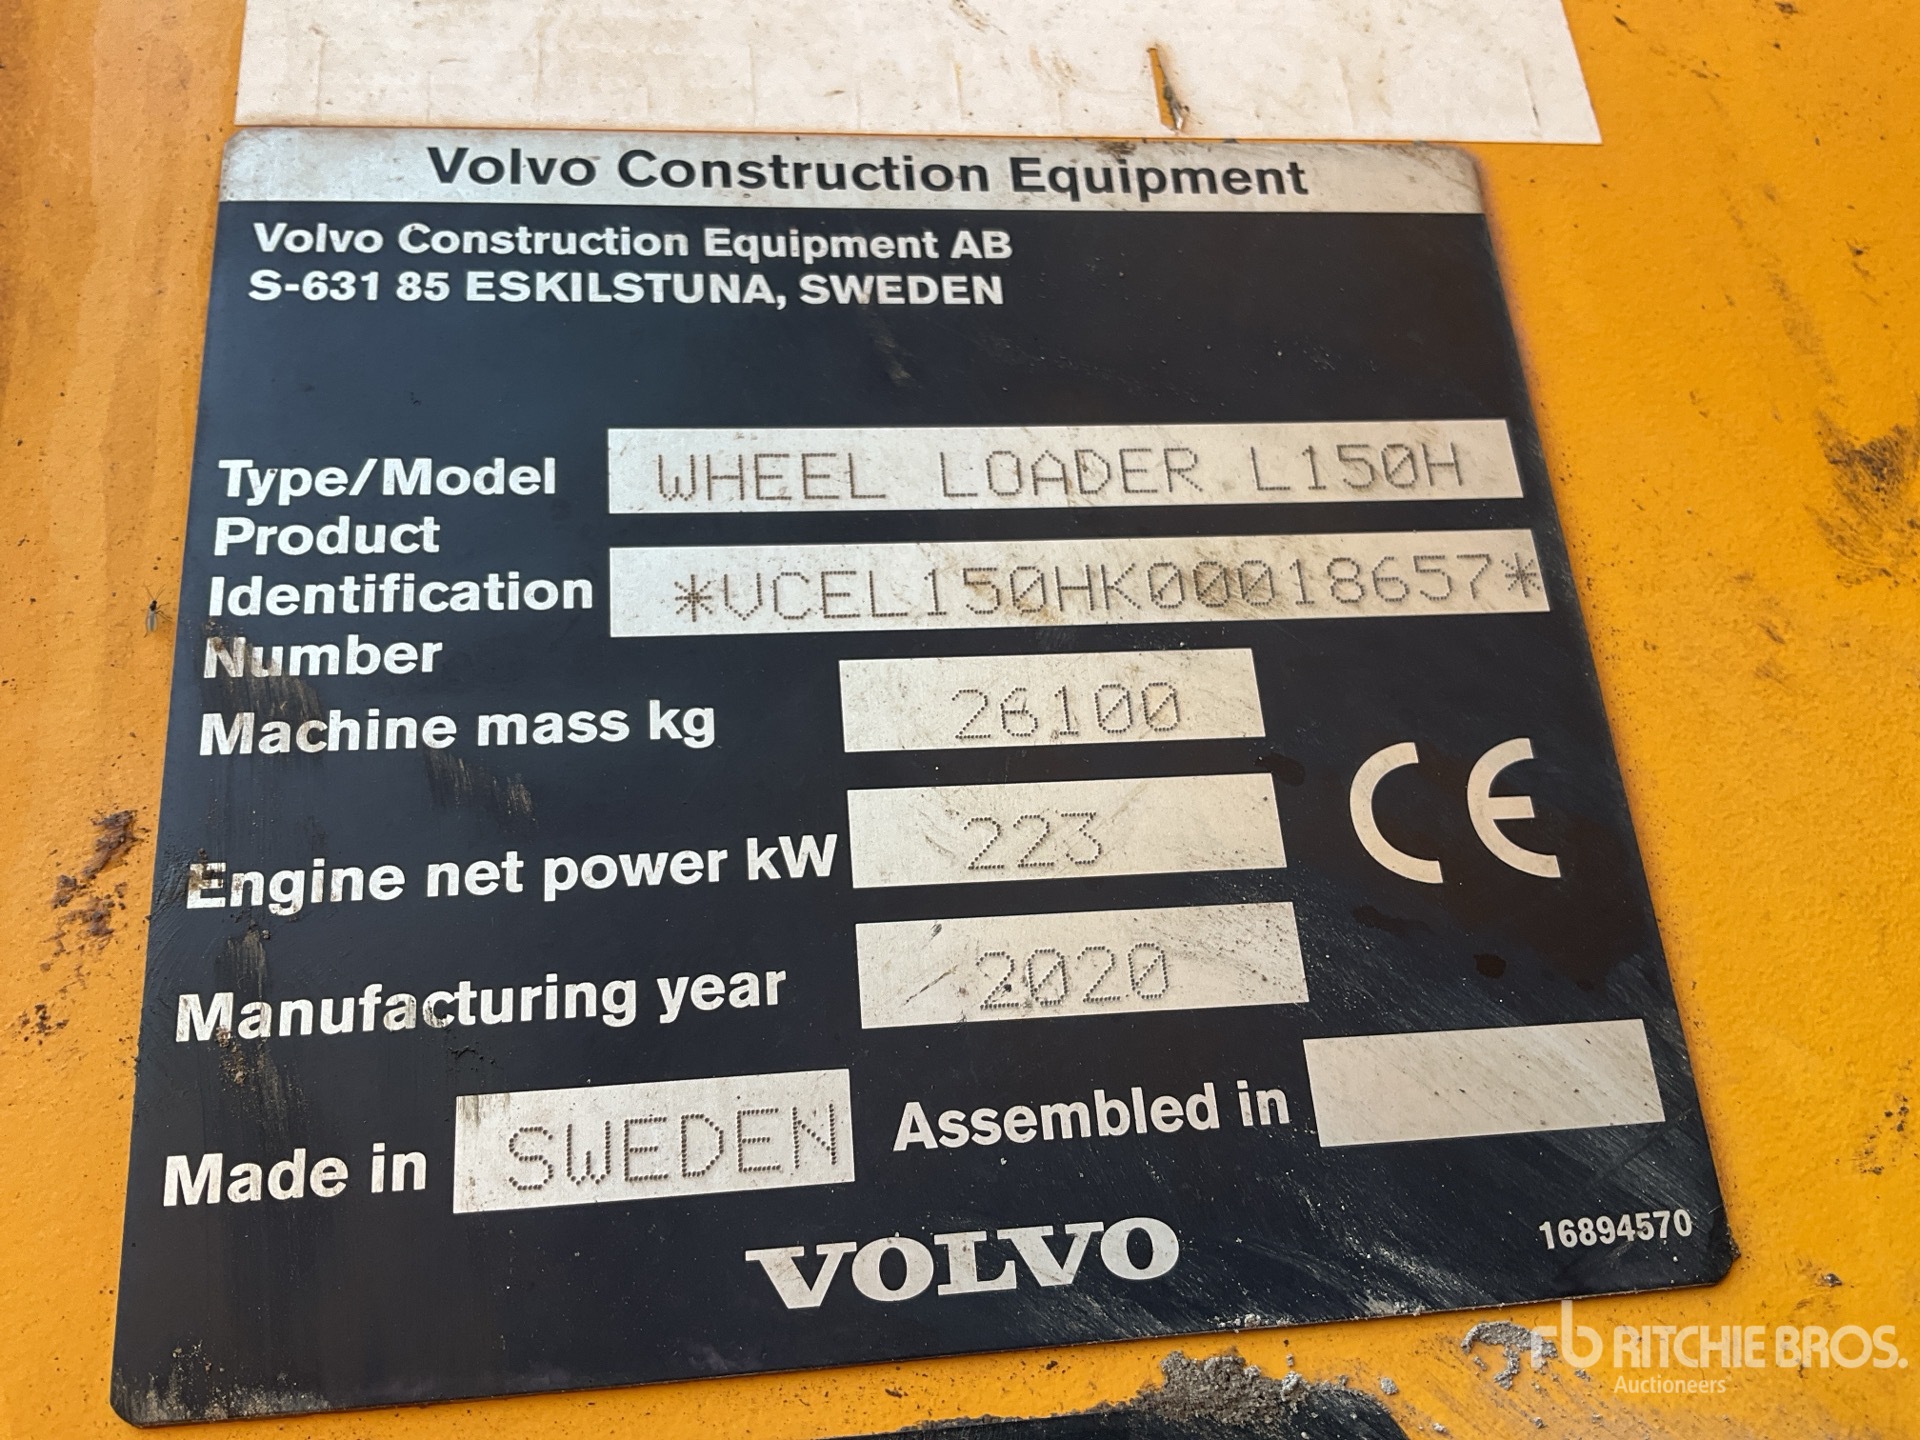 Volvo Construction Equipment
Volvo Construction Equipment AB
S-631 85 ESKILSTUNA, SWEDEN
Type/Model WHEEL LOADER L150H
Product
Identification *VCEL150HK00018657*
Number
Machine mass kg 26100
Engine net power kW 223
CE
Manufacturing year 2020
Made in SWEDEN Assembled in
VOLVO
16894570
rb RITCHIE BROS.
Auctioneers